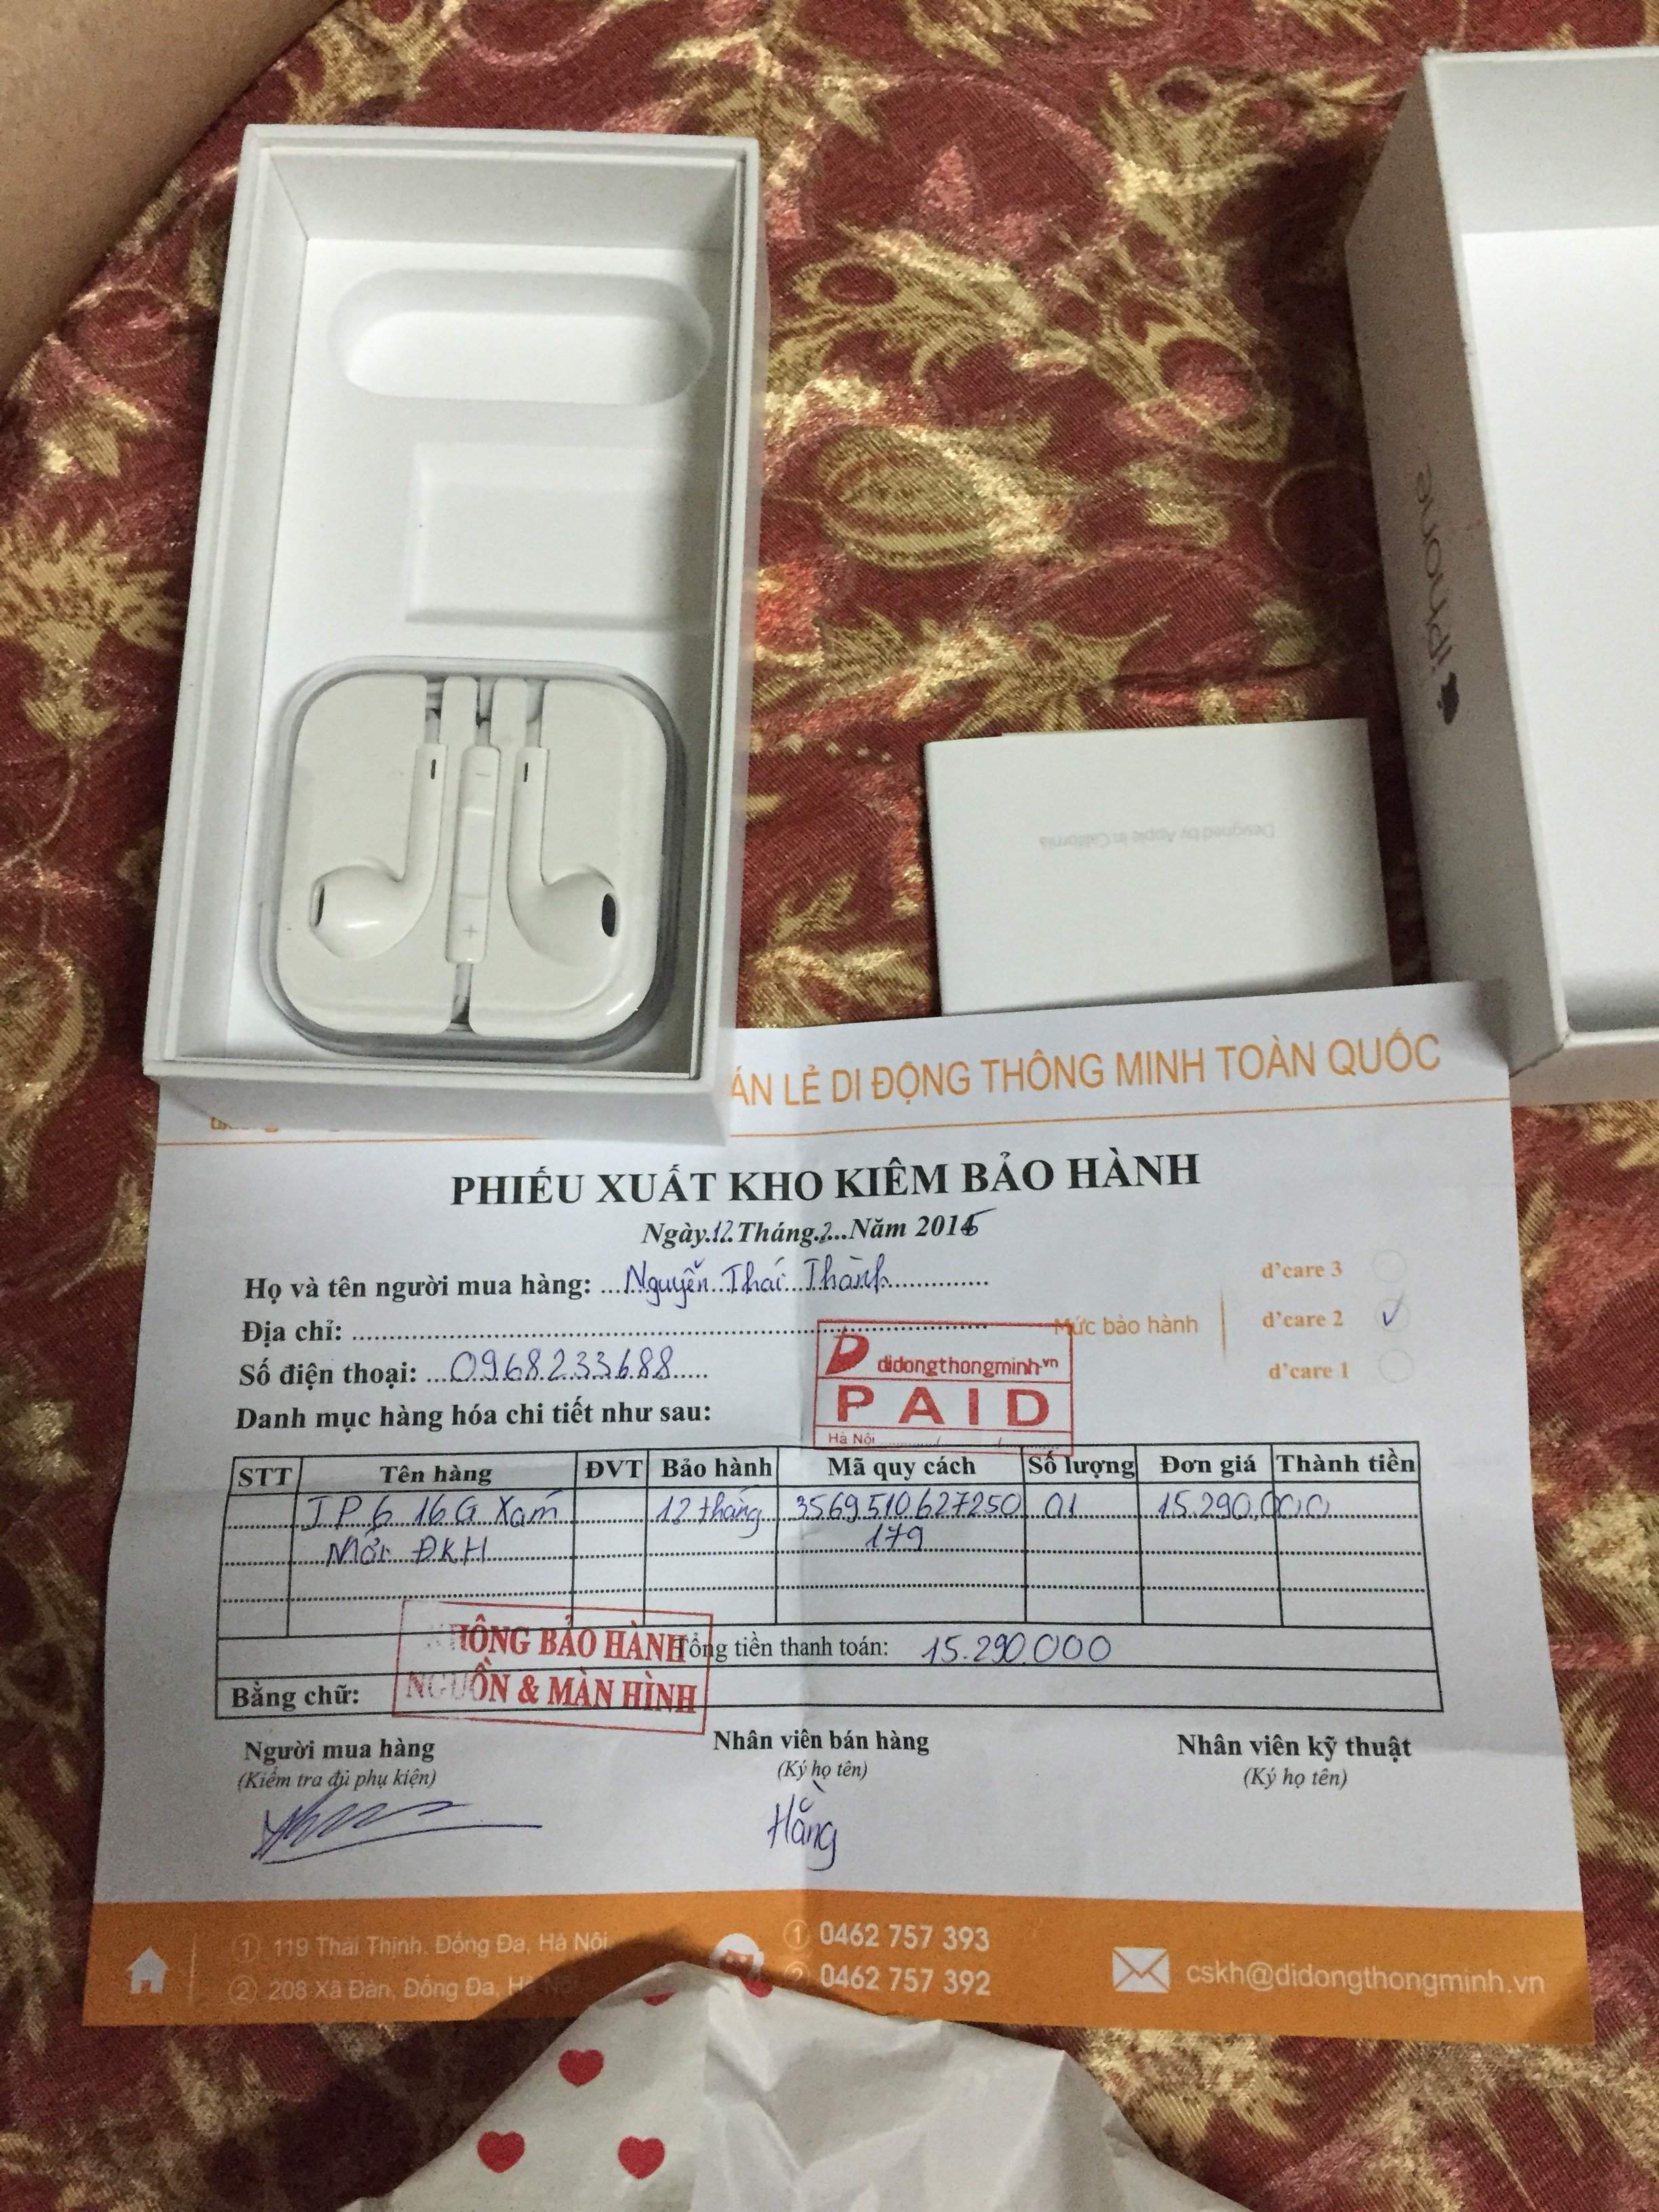 iPhone
Designed by Apple in California
ÁN LẺ DI ĐỘNG THÔNG MINH TOÀN QUỐC
PHIẾU XUẤT KHO KIÊM BẢO HÀNH
Ngày 12 Tháng 2 Năm 2015
Họ và tên người mua hàng: Nguyễn Thái Thành
d'care 3
Địa chỉ:
Mức bảo hành
d'care 2 ✓
Số điện thoại: 0968233688
d'care 1
didongthongminh.vn
PAID
Hà Nội
Danh mục hàng hóa chi tiết như sau:
STT Tên hàng ĐVT Bảo hành Mã quy cách Số lượng Đơn giá Thành tiền
IP 6 16G Xám 12 tháng 3569510627250 01 15.290.000
Mới ĐKH 179
KHÔNG BẢO HÀNH
NGUỒN & MÀN HÌNH
Tổng tiền thanh toán: 15.290.000
Bằng chữ:
Người mua hàng Nhân viên bán hàng Nhân viên kỹ thuật
(Kiểm tra đủ phụ kiện) (Ký họ tên) (Ký họ tên)
Hằng
1 119 Thái Thịnh. Đống Đa, Hà Nội 1 0462 757 393
2 208 Xã Đàn, Đống Đa, Hà Nội 2 0462 757 392
cskh@didongthongminh.vn